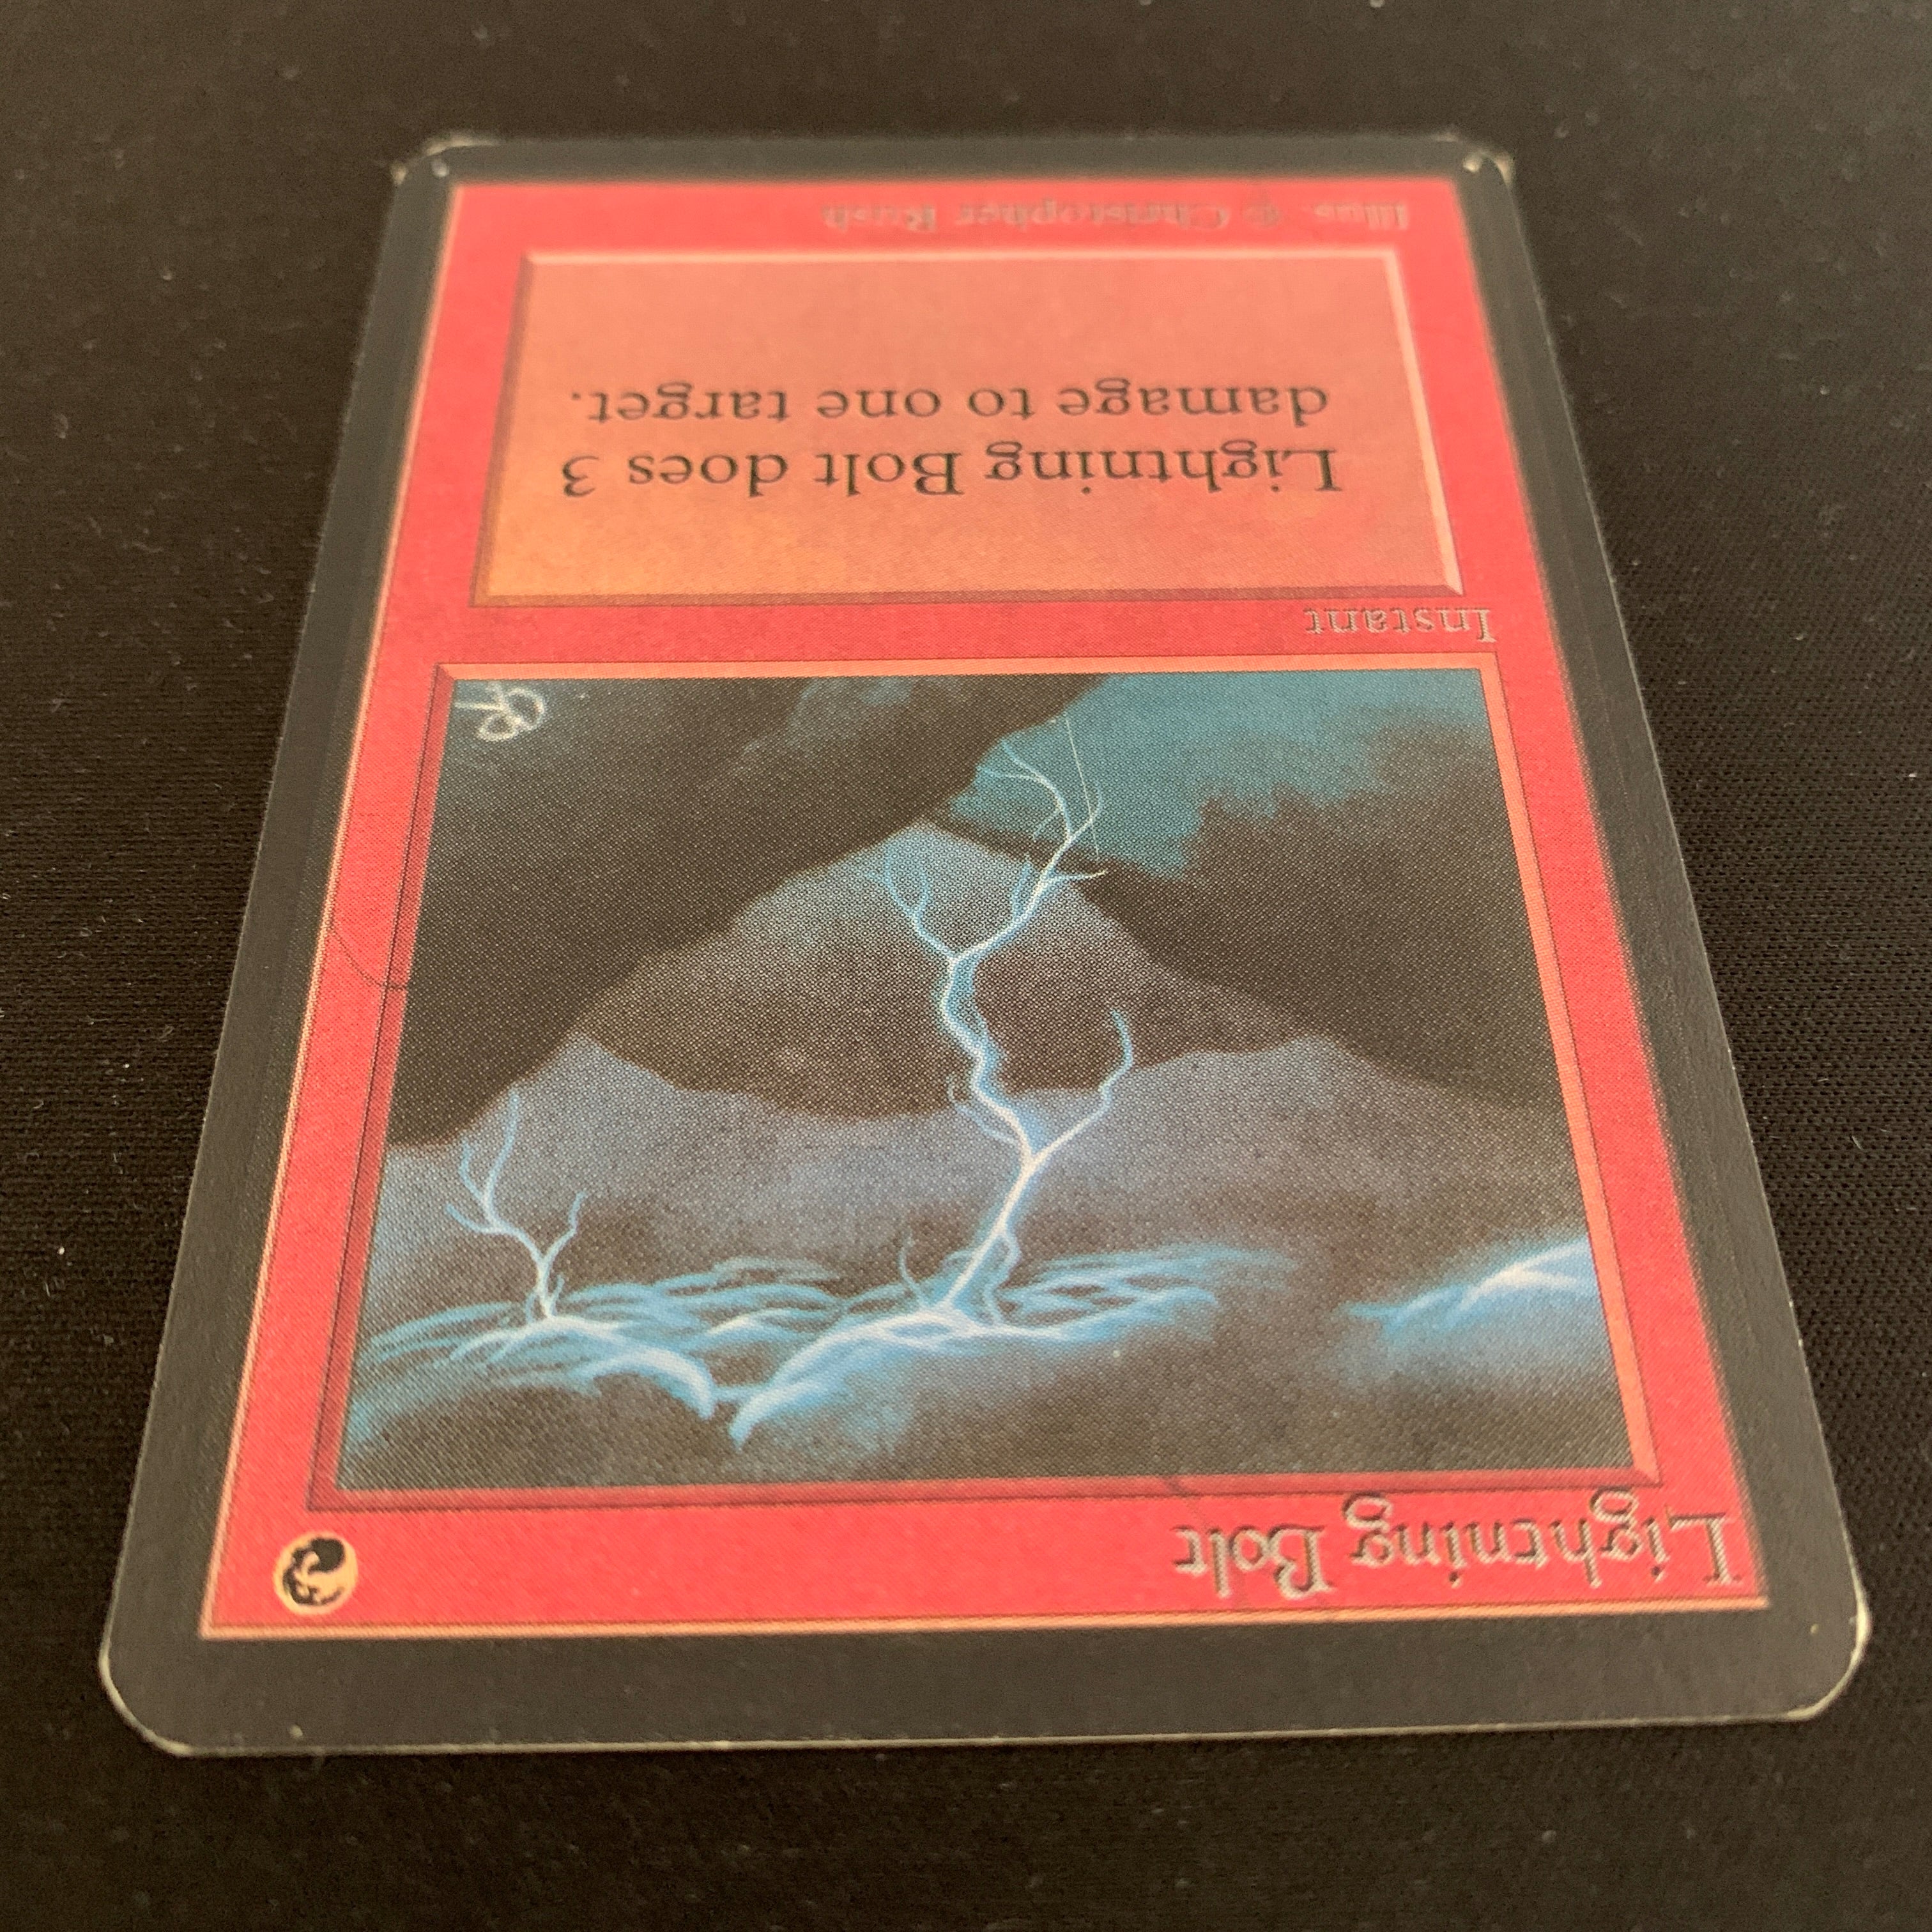 Lightning Bolt
Instant
Lightning Bolt does 3
damage to one target.
Illus. © Christopher Rush